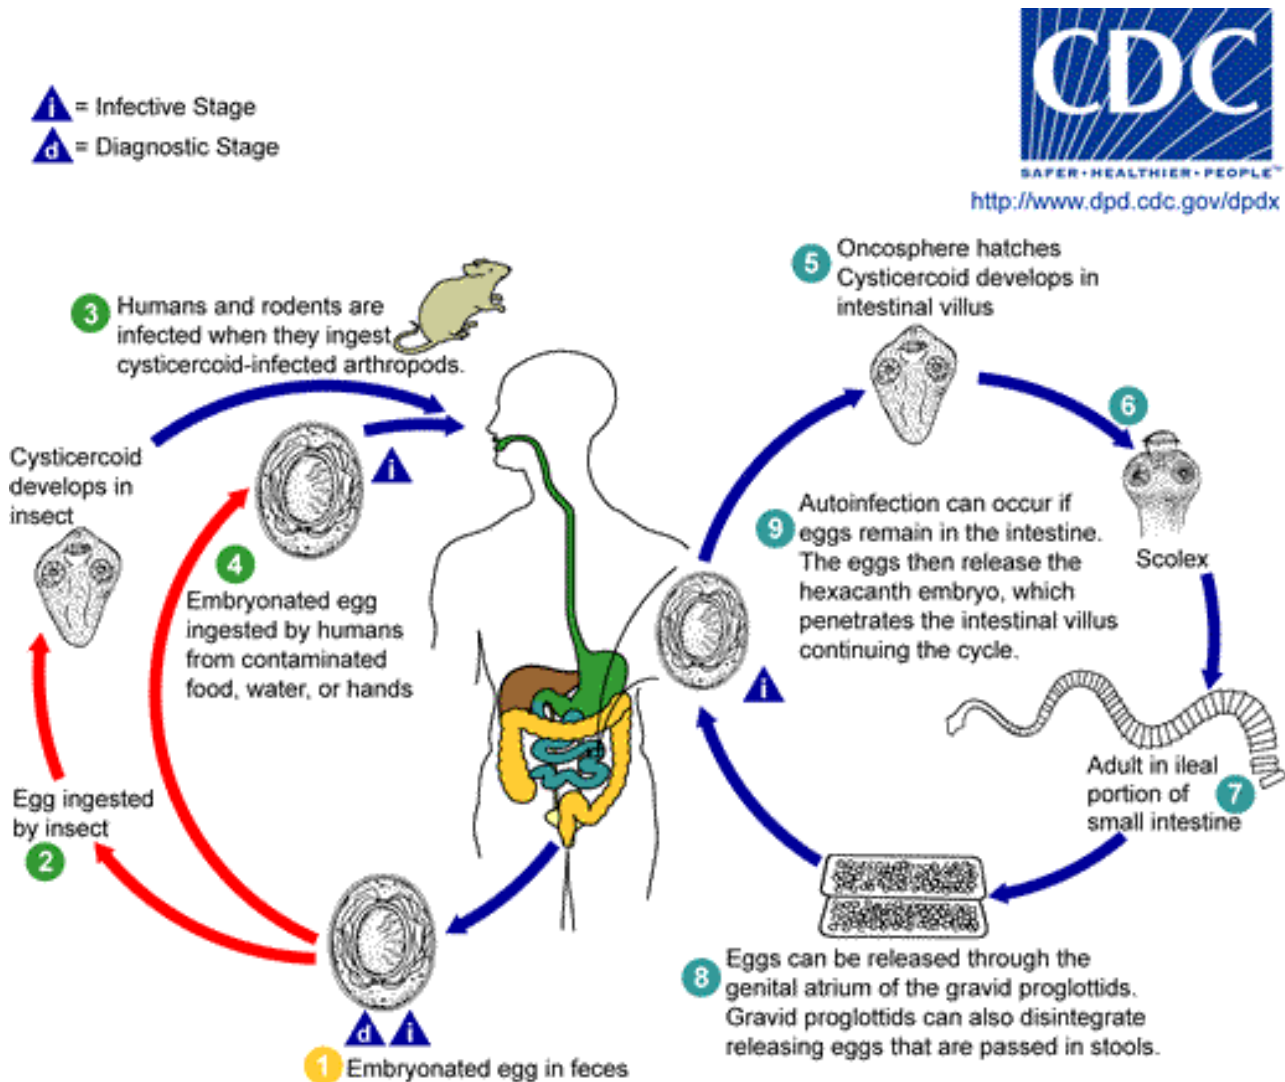 CDC
SAFER•HEALTHIER•PEOPLE™
http://www.dpd.cdc.gov/dpdx
i = Infective Stage
d = Diagnostic Stage
3 Humans and rodents are
infected when they ingest
cysticercoid-infected arthropods.
5 Oncosphere hatches
Cysticercoid develops in
intestinal villus
6
Scolex
Cysticercoid
develops in
insect
i
4
Embryonated egg
ingested by humans
from contaminated
food, water, or hands
9 Autoinfection can occur if
eggs remain in the intestine.
The eggs then release the
hexacanth embryo, which
penetrates the intestinal villus
continuing the cycle.
i
Egg ingested
by insect
2
Adult in ileal
portion of
small intestine
7
8 Eggs can be released through the
genital atrium of the gravid proglottids.
Gravid proglottids can also disintegrate
releasing eggs that are passed in stools.
d i
1 Embryonated egg in feces